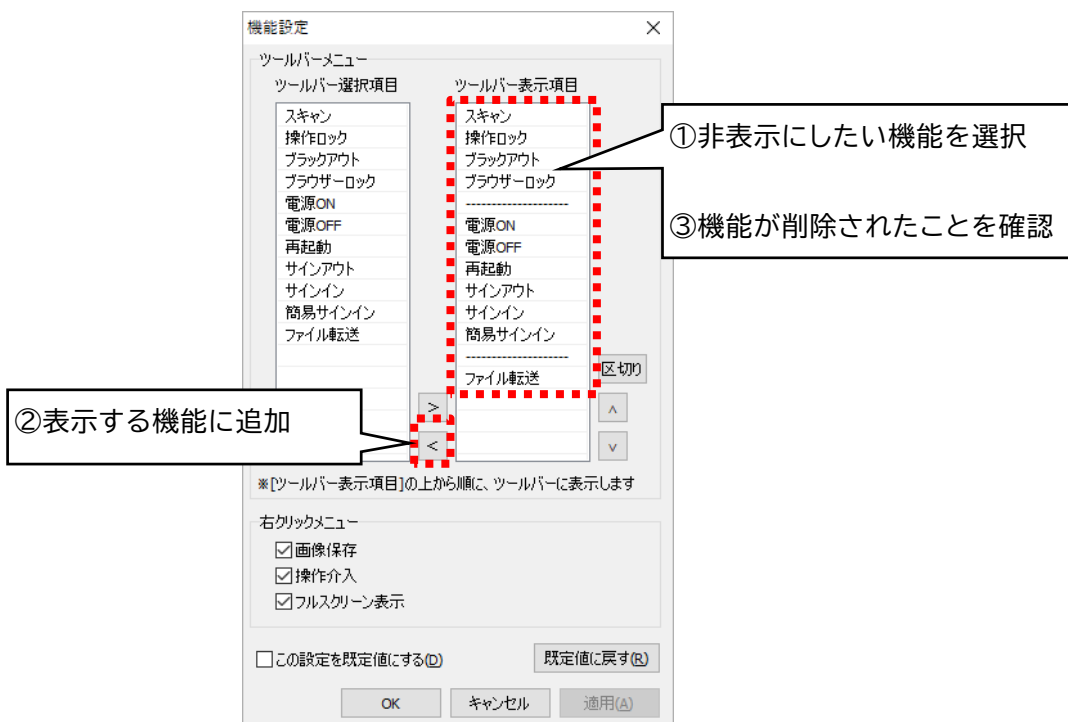 機能設定
ツールバーメニュー
ツールバー選択項目
スキャン
操作ロック
ブラックアウト
ブラウザーロック
電源ON
電源OFF
再起動
サインアウト
サインイン
簡易サインイン
ファイル転送
ツールバー表示項目
スキャン
操作ロック
ブラックアウト
ブラウザーロック
--------------------
電源ON
電源OFF
再起動
サインアウト
サインイン
簡易サインイン
--------------------
ファイル転送
①非表示にしたい機能を選択
③機能が削除されたことを確認
区切り
②表示する機能に追加
>
<
∧
∨
※[ツールバー表示項目]の上から順に、ツールバーに表示します
右クリックメニュー
画像保存
操作介入
フルスクリーン表示
この設定を既定値にする(D)
既定値に戻す(R)
OK
キャンセル
適用(A)